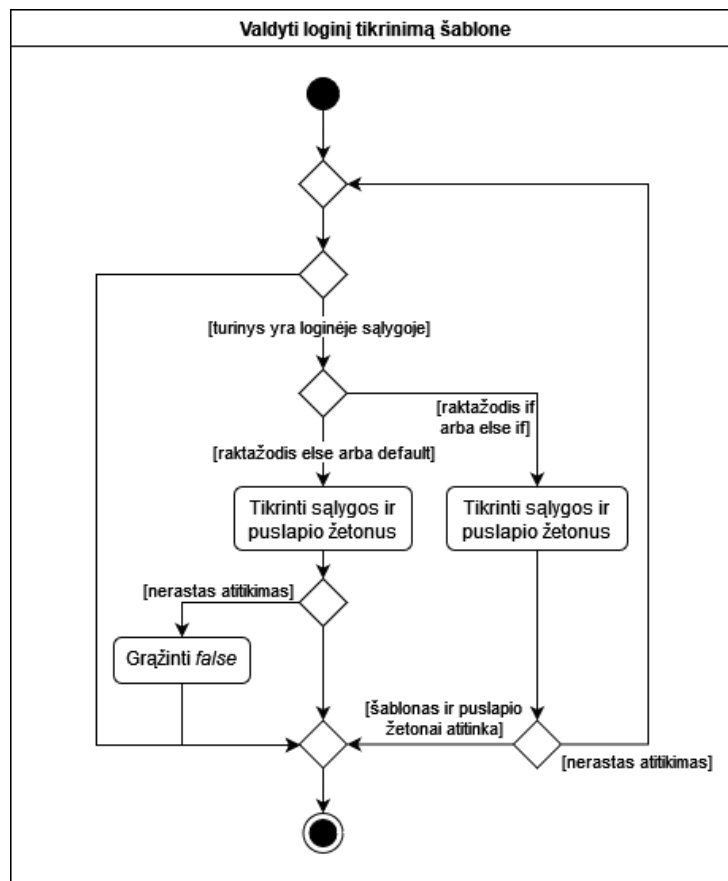 Valdyti loginį tikrinimą šablone
[turinys yra loginėje sąlygoje]
[raktažodis if
arba else if]
[raktažodis else arba default]
Tikrinti sąlygos ir
puslapio žetonus
Tikrinti sąlygos ir
puslapio žetonus
[nerastas atitikimas]
Grąžinti false
[šablonas ir puslapio
žetonai atitinka]
[nerastas atitikimas]